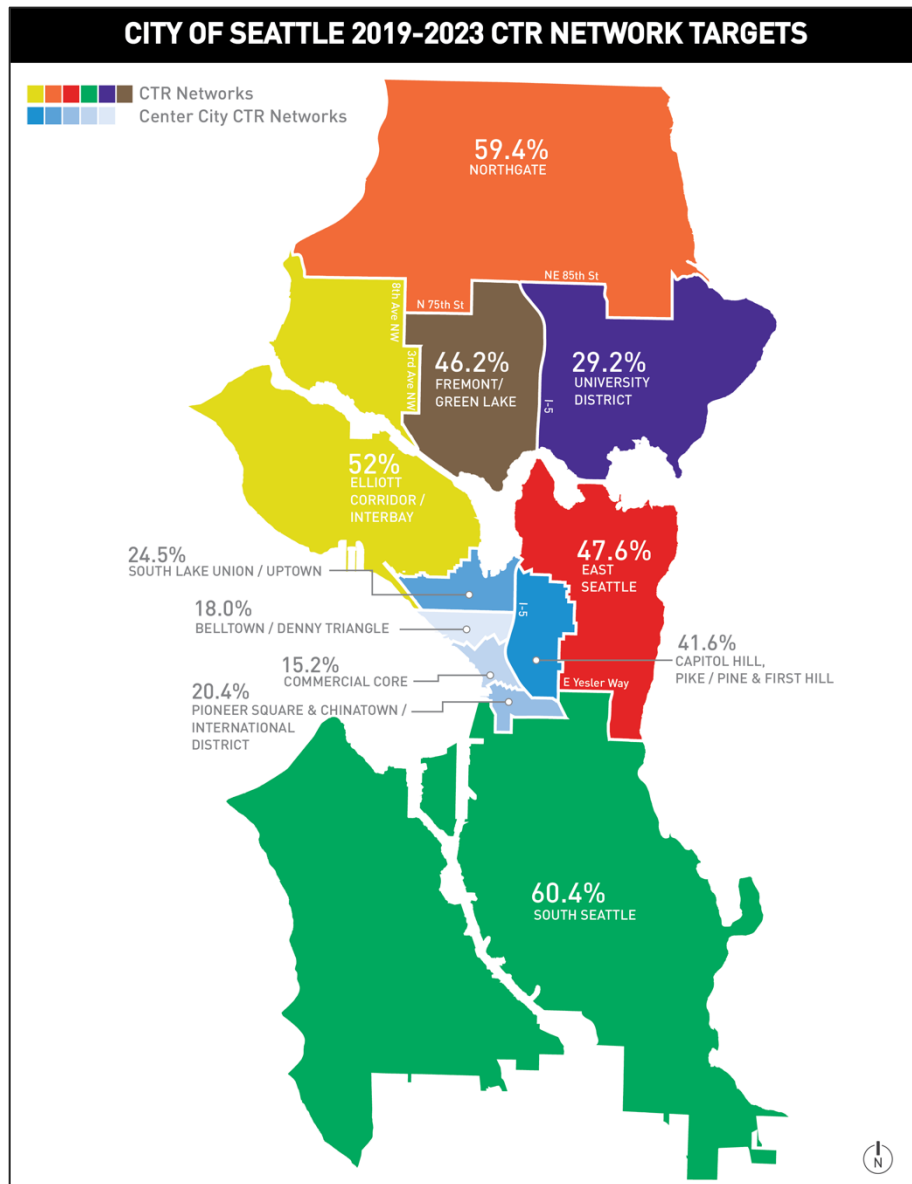 CITY OF SEATTLE 2019-2023 CTR NETWORK TARGETS
CTR Networks
Center City CTR Networks
59.4%
NORTHGATE
NE 85th St
8th Ave NW
N 75th St
3rd Ave NW
46.2%
FREMONT/
GREEN LAKE
I-5
29.2%
UNIVERSITY
DISTRICT
52%
ELLIOTT
CORRIDOR /
INTERBAY
47.6%
EAST
SEATTLE
24.5%
SOUTH LAKE UNION / UPTOWN
I-5
18.0%
BELLTOWN / DENNY TRIANGLE
41.6%
CAPITOL HILL,
PIKE / PINE & FIRST HILL
15.2%
COMMERCIAL CORE
E Yesler Way
20.4%
PIONEER SQUARE & CHINATOWN /
INTERNATIONAL
DISTRICT
60.4%
SOUTH SEATTLE
N